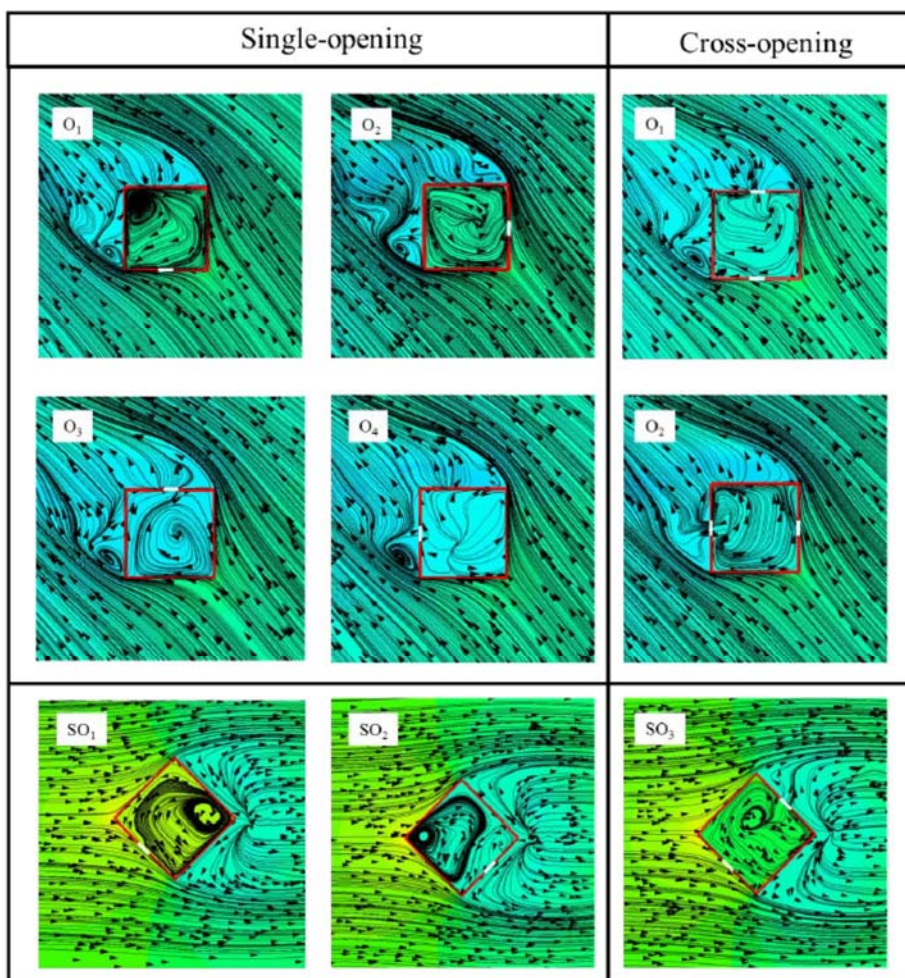 Single-opening
Cross-opening
O₁
O₂
O₁
O₃
O₄
O₂
SO₁
SO₂
SO₃